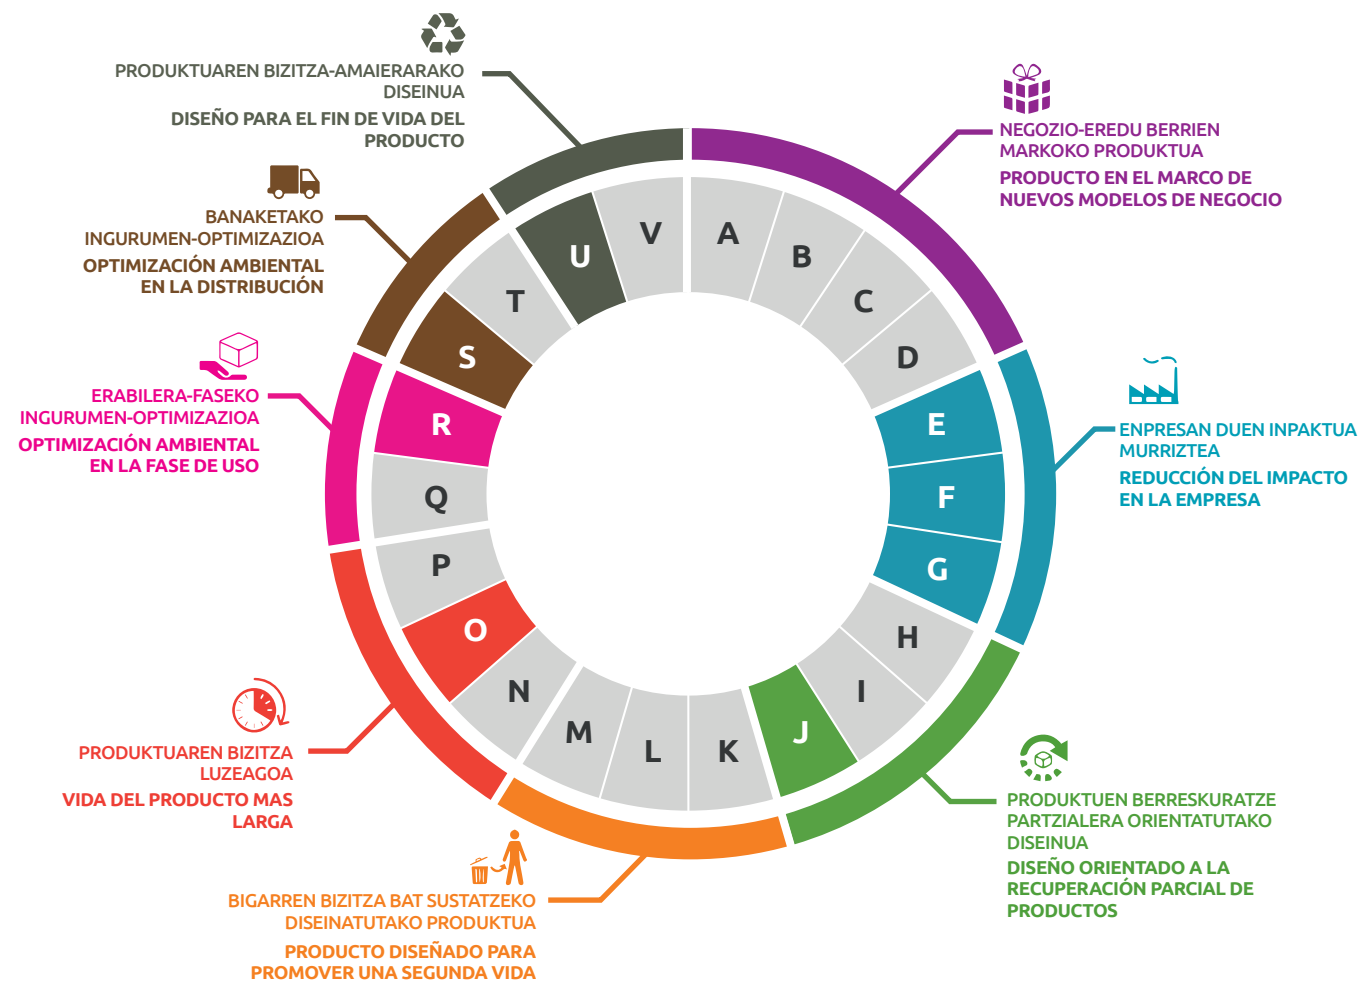 PRODUKTUAREN BIZITZA-AMAIERARAKO
DISEINUA
DISEÑO PARA EL FIN DE VIDA DEL
PRODUCTO
NEGOZIO-EREDU BERRIEN
MARKOKO PRODUKTUA
PRODUCTO EN EL MARCO DE
NUEVOS MODELOS DE NEGOCIO
BANAKETAKO
INGURUMEN-OPTIMIZAZIOA
OPTIMIZACIÓN AMBIENTAL
EN LA DISTRIBUCIÓN
ERABILERA-FASEKO
INGURUMEN-OPTIMIZAZIOA
OPTIMIZACIÓN AMBIENTAL
EN LA FASE DE USO
ENPRESAN DUEN INPAKTUA
MURRIZTEA
REDUCCIÓN DEL IMPACTO
EN LA EMPRESA
A
B
C
D
E
F
G
H
I
J
K
L
M
N
O
P
Q
R
S
T
U
V
PRODUKTUAREN BIZITZA
LUZEAGOA
VIDA DEL PRODUCTO MAS
LARGA
PRODUKTUEN BERRESKURATZE
PARTZIALERA ORIENTATUTAKO
DISEINUA
DISEÑO ORIENTADO A LA
RECUPERACIÓN PARCIAL DE
PRODUCTOS
BIGARREN BIZITZA BAT SUSTATZEKO
DISEINATUTAKO PRODUKTUA
PRODUCTO DISEÑADO PARA
PROMOVER UNA SEGUNDA VIDA